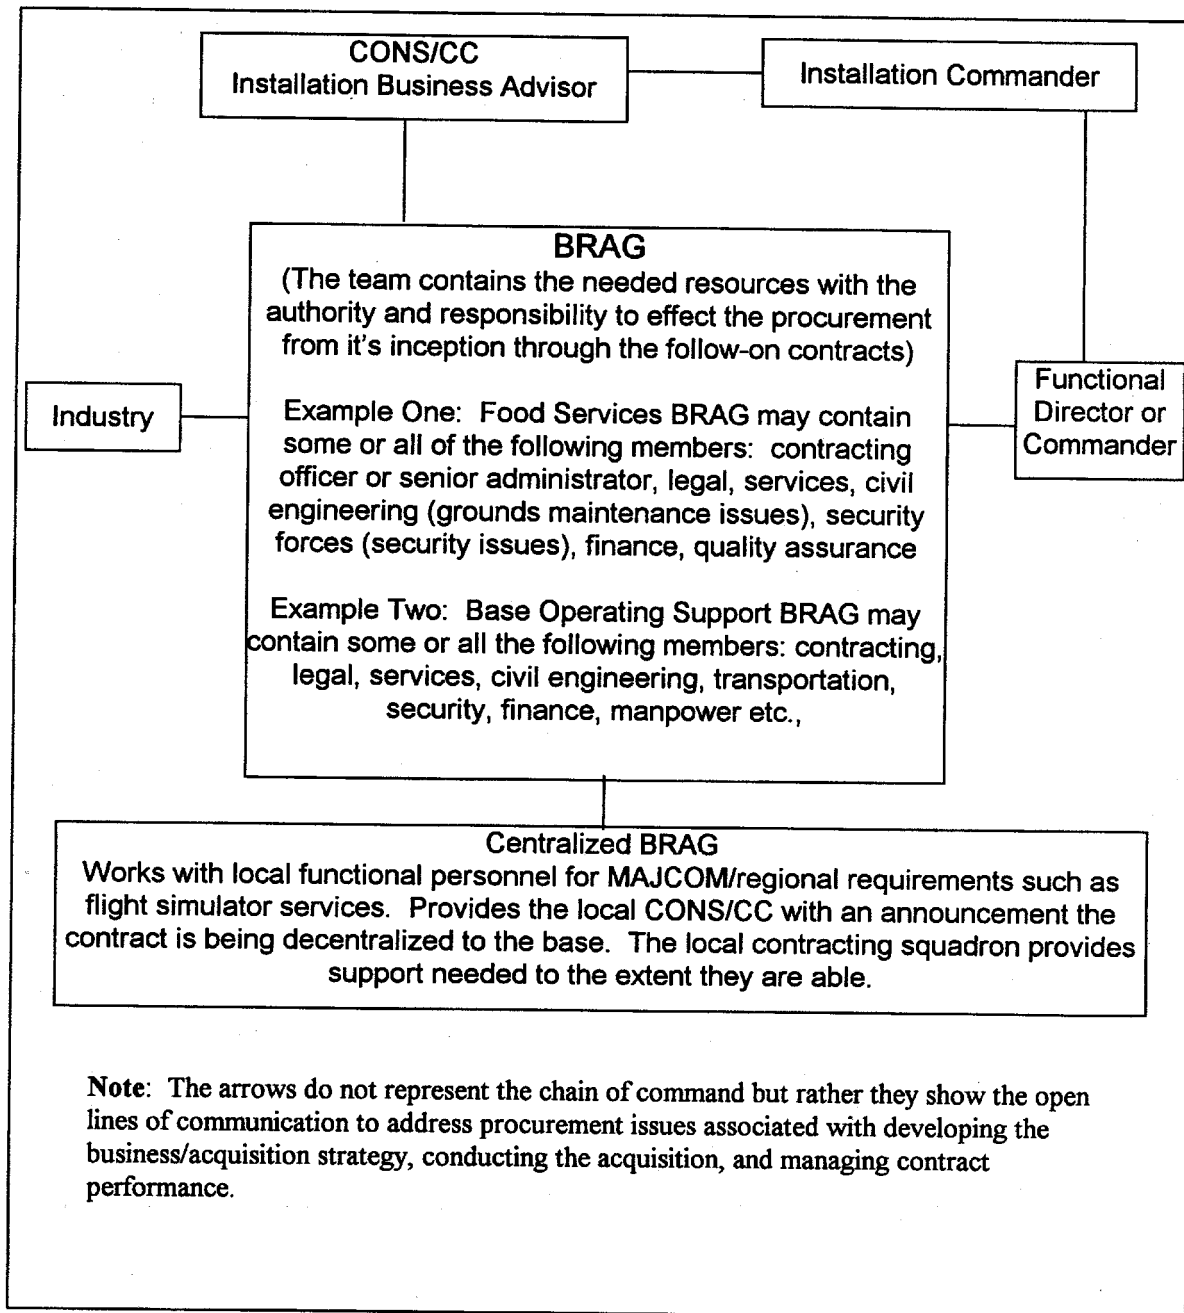 CONS/CC
Installation Business Advisor
Installation Commander
BRAG
(The team contains the needed resources with the
authority and responsibility to effect the procurement
from it's inception through the follow-on contracts)
Example One: Food Services BRAG may contain
some or all of the following members: contracting
officer or senior administrator, legal, services, civil
engineering (grounds maintenance issues), security
forces (security issues), finance, quality assurance
Example Two: Base Operating Support BRAG may
contain some or all the following members: contracting,
legal, services, civil engineering, transportation,
security, finance, manpower etc.,
Industry
Functional
Director or
Commander
Centralized BRAG
Works with local functional personnel for MAJCOM/regional requirements such as
flight simulator services. Provides the local CONS/CC with an announcement the
contract is being decentralized to the base. The local contracting squadron provides
support needed to the extent they are able.
Note: The arrows do not represent the chain of command but rather they show the open
lines of communication to address procurement issues associated with developing the
business/acquisition strategy, conducting the acquisition, and managing contract
performance.